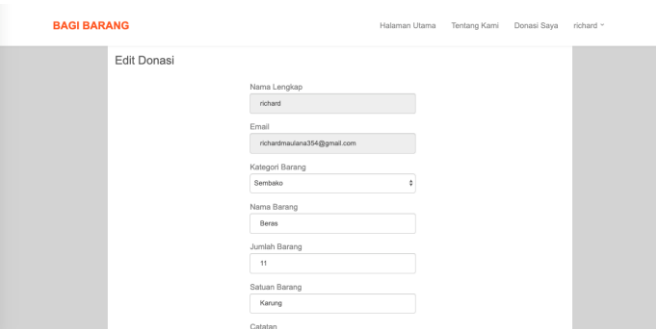 BAGI BARANG
Halaman Utama Tentang Kami Donasi Saya richard
Edit Donasi
Nama Lengkap
richard
Email
richardmaulana354@gmail.com
Kategori Barang
Sembako
Nama Barang
Beras
Jumlah Barang
11
Satuan Barang
Karung
Catatan